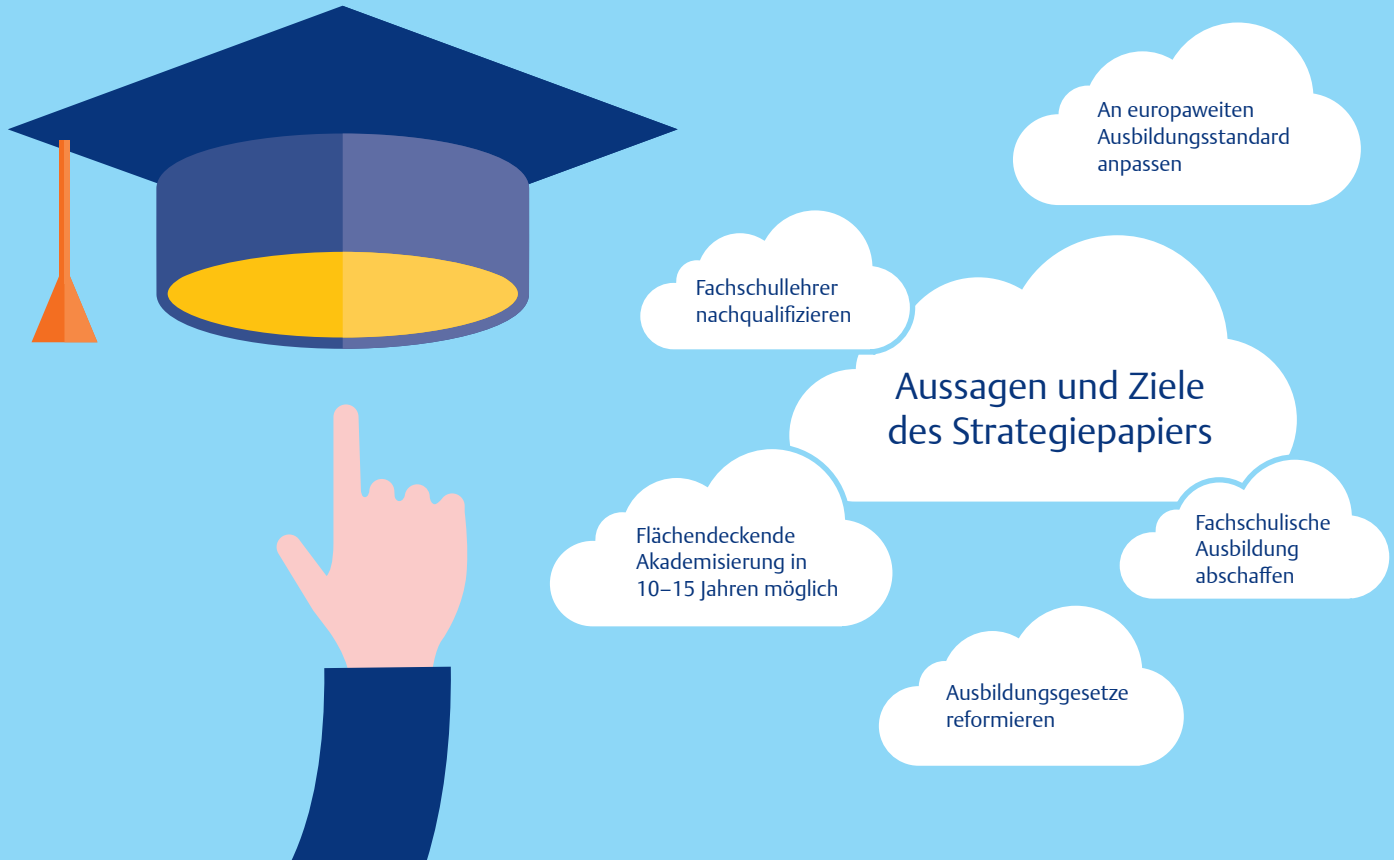 An europaweiten
Ausbildungsstandard
anpassen
Fachschullehrer
nachqualifizieren
Aussagen und Ziele
des Strategiepapiers
Flächendeckende
Akademisierung in
10–15 Jahren möglich
Fachschulische
Ausbildung
abschaffen
Ausbildungsgesetze
reformieren